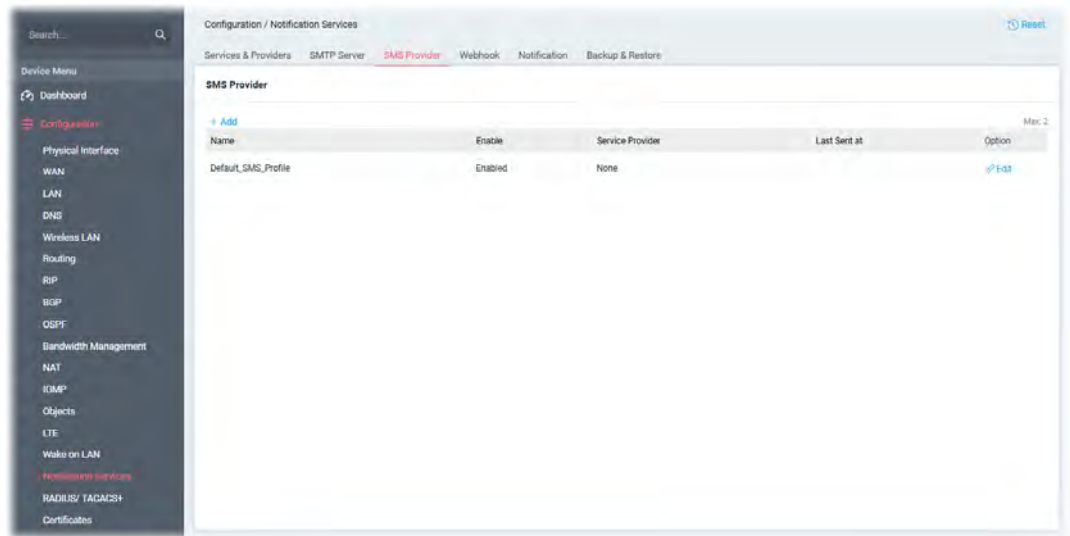 Search...
Device Menu
Dashboard
Configuration
Physical Interface
WAN
LAN
DNS
Wireless LAN
Routing
RIP
BGP
OSPF
Bandwidth Management
NAT
IGMP
Objects
LTE
Wake on LAN
Notification Services
RADIUS/ TACACS+
Certificates
Configuration / Notification Services
Reset
Services & Providers SMTP Server SMS Provider Webhook Notification Backup & Restore
SMS Provider
+ Add Max: 2
Name Enable Service Provider Last Sent at Option
Default_SMS_Profile Enabled None Edit